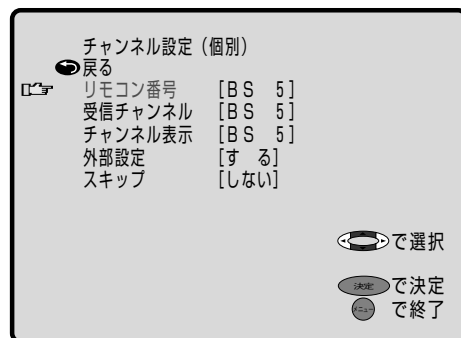 チャンネル設定（個別）
戻る
リモコン番号 [ＢＳ ５]
受信チャンネル [ＢＳ ５]
チャンネル表示 [ＢＳ ５]
外部設定 [す る]
スキップ [しない]
で選択
決定 で決定
メニュー で終了